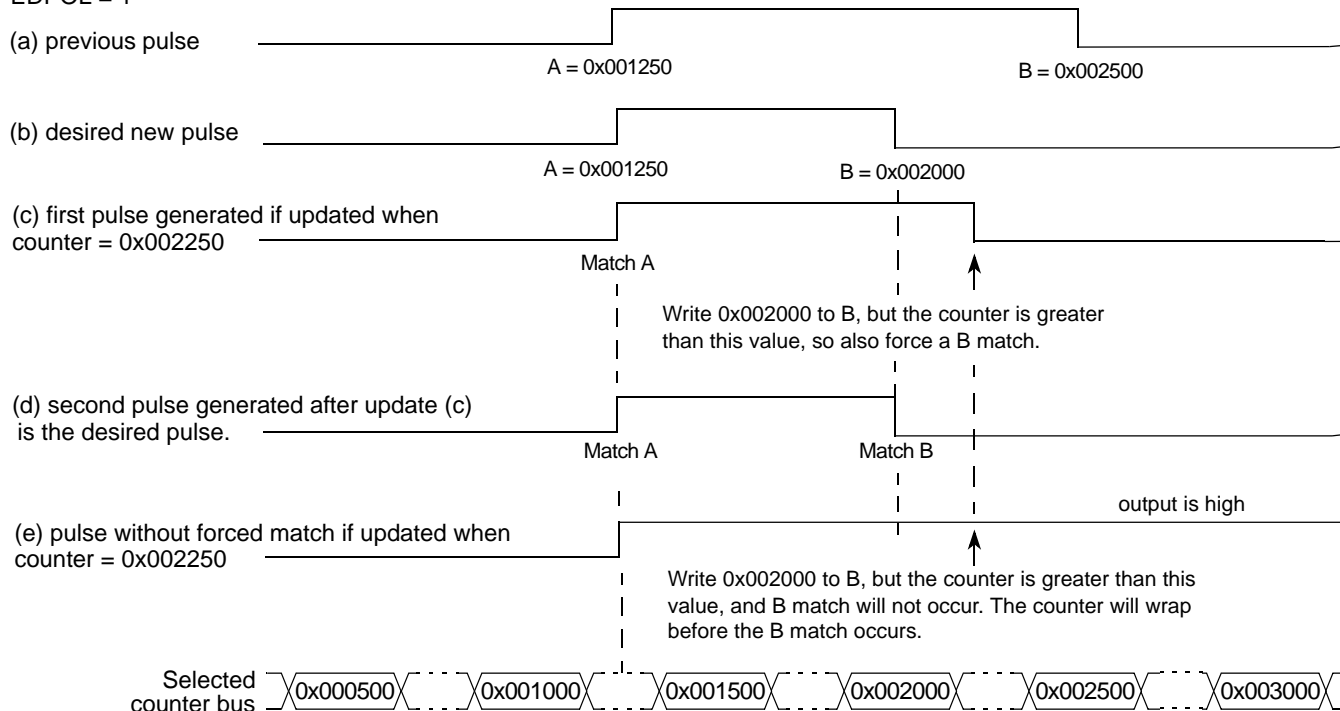 (a) previous pulse
A = 0x001250
B = 0x002500
(b) desired new pulse
A = 0x001250
B = 0x002000
(c) first pulse generated if updated when
counter = 0x002250
Match A
Write 0x002000 to B, but the counter is greater
than this value, so also force a B match.
(d) second pulse generated after update (c)
is the desired pulse.
Match A
Match B
(e) pulse without forced match if updated when
counter = 0x002250
output is high
Write 0x002000 to B, but the counter is greater than this
value, and B match will not occur. The counter will wrap
before the B match occurs.
Selected
counter bus
0x000500
0x001000
0x001500
0x002000
0x002500
0x003000